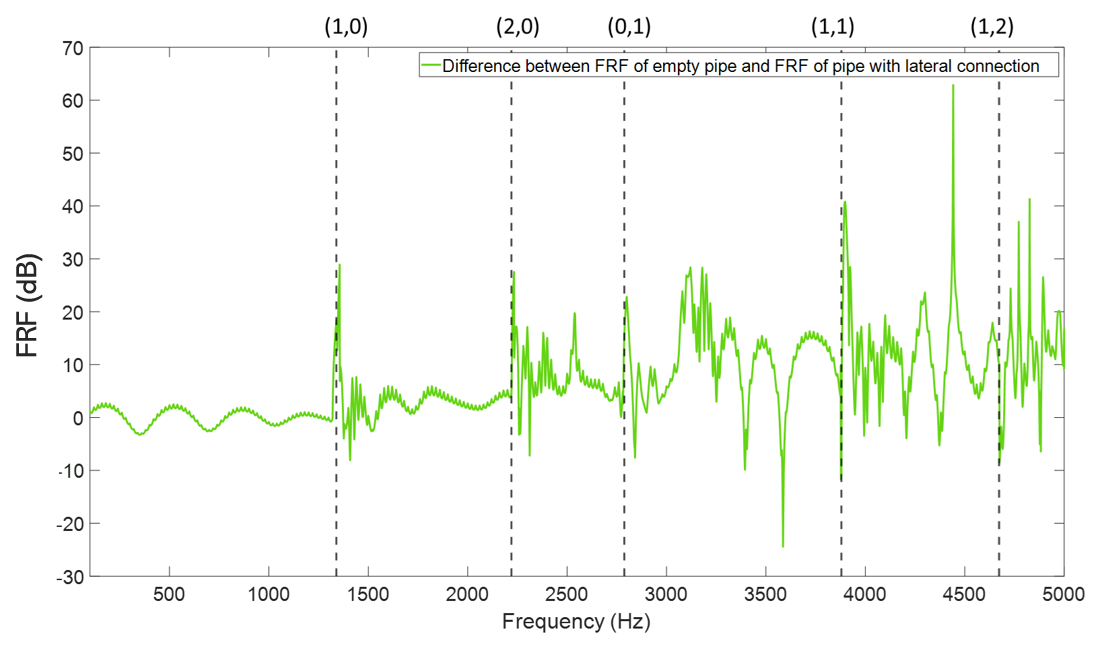 (1,0) (2,0) (0,1) (1,1) (1,2)
Difference between FRF of empty pipe and FRF of pipe with lateral connection
70
60
50
40
30
20
10
0
-10
-20
-30
FRF (dB)
500 1000 1500 2000 2500 3000 3500 4000 4500 5000
Frequency (Hz)